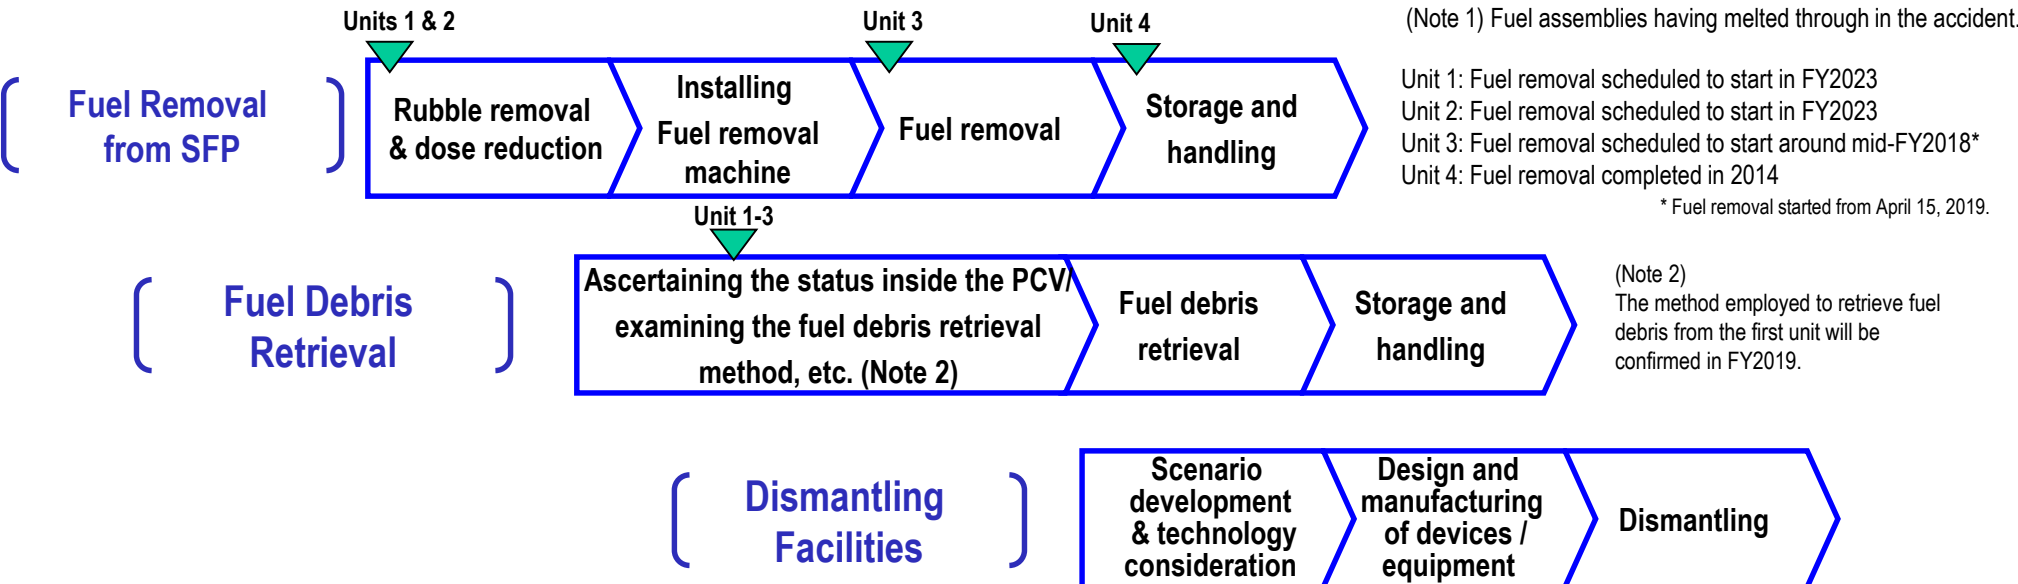 Units 1 & 2
Unit 3
Unit 4
(Note 1) Fuel assemblies having melted through in the accident.
Fuel Removal
from SFP
Rubble removal
& dose reduction
Installing
Fuel removal
machine
Fuel removal
Storage and
handling
Unit 1: Fuel removal scheduled to start in FY2023
Unit 2: Fuel removal scheduled to start in FY2023
Unit 3: Fuel removal scheduled to start around mid-FY2018*
Unit 4: Fuel removal completed in 2014
* Fuel removal started from April 15, 2019.
Unit 1-3
Fuel Debris
Retrieval
Ascertaining the status inside the PCV/
examining the fuel debris retrieval
method, etc. (Note 2)
Fuel debris
retrieval
Storage and
handling
(Note 2)
The method employed to retrieve fuel
debris from the first unit will be
confirmed in FY2019.
Dismantling
Facilities
Scenario
development
& technology
consideration
Design and
manufacturing
of devices /
equipment
Dismantling